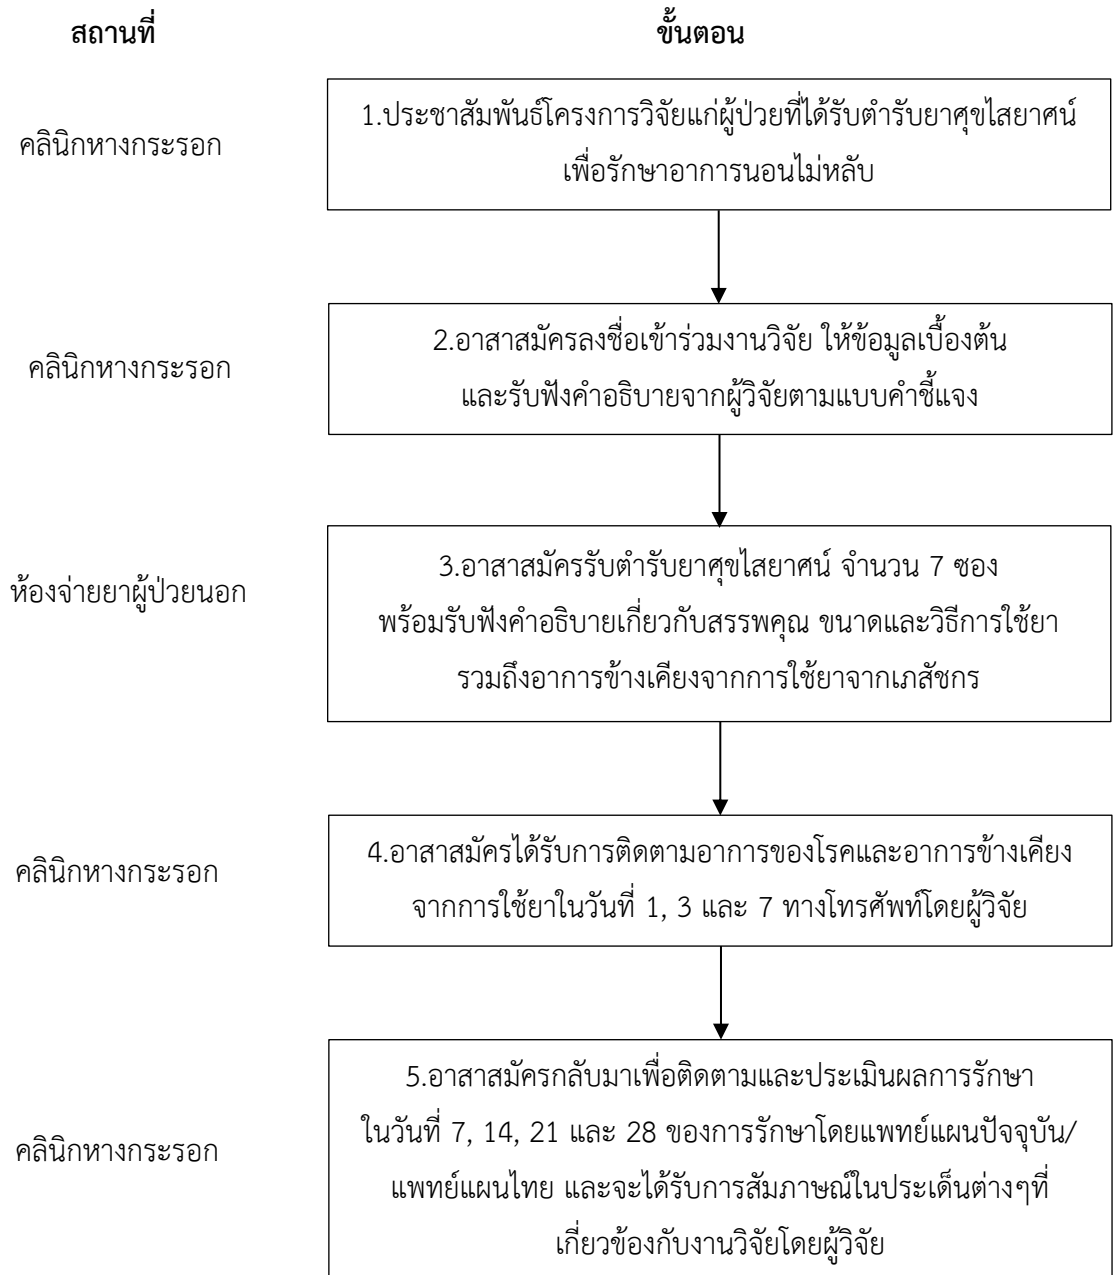 สถานที่
ขั้นตอน
คลินิกหางกระรอก
1.ประชาสัมพันธ์โครงการวิจัยแก่ผู้ป่วยที่ได้รับตำรับยาศุขไสยาศน์
เพื่อรักษาอาการนอนไม่หลับ
คลินิกหางกระรอก
2.อาสาสมัครลงชื่อเข้าร่วมงานวิจัย ให้ข้อมูลเบื้องต้น
และรับฟังคำอธิบายจากผู้วิจัยตามแบบคำชี้แจง
ห้องจ่ายยาผู้ป่วยนอก
3.อาสาสมัครรับตำรับยาศุขไสยาศน์ จำนวน 7 ซอง
พร้อมรับฟังคำอธิบายเกี่ยวกับสรรพคุณ ขนาดและวิธีการใช้ยา
รวมถึงอาการข้างเคียงจากการใช้ยาจากเภสัชกร
คลินิกหางกระรอก
4.อาสาสมัครได้รับการติดตามอาการของโรคและอาการข้างเคียง
จากการใช้ยาในวันที่ 1, 3 และ 7 ทางโทรศัพท์โดยผู้วิจัย
คลินิกหางกระรอก
5.อาสาสมัครกลับมาเพื่อติดตามและประเมินผลการรักษา
ในวันที่ 7, 14, 21 และ 28 ของการรักษาโดยแพทย์แผนปัจจุบัน/
แพทย์แผนไทย และจะได้รับการสัมภาษณ์ในประเด็นต่างๆที่
เกี่ยวข้องกับงานวิจัยโดยผู้วิจัย